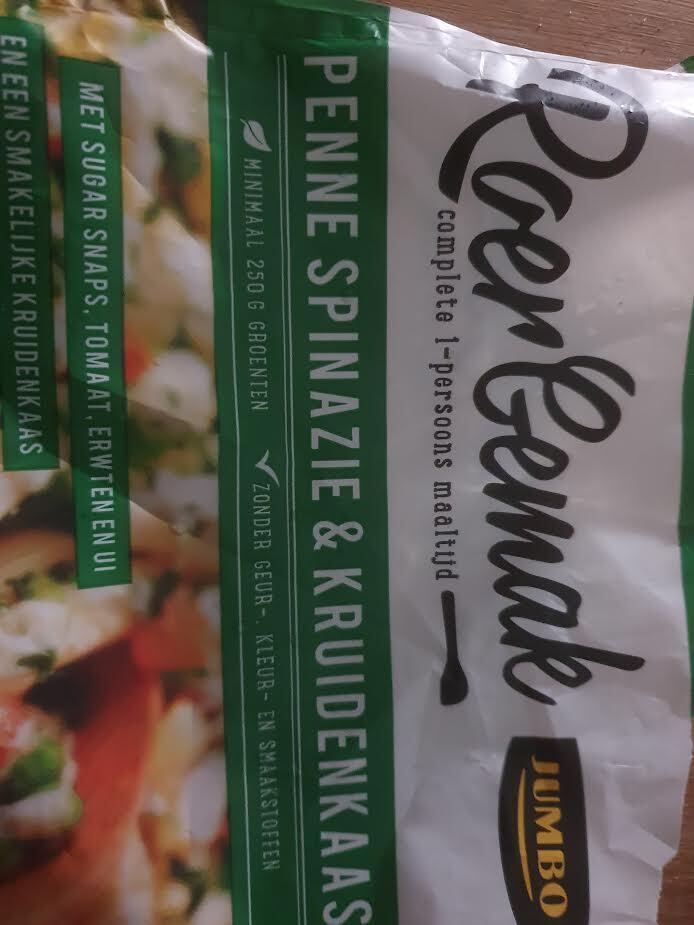 Roer Gemak
complete 1-persoons maaltijd
JUMBO
PENNE SPINAZIE & KRUIDENKAAS
MINIMAAL 250 G GROENTEN ZONDER GEUR-, KLEUR- EN SMAAKSTOFFEN
MET SUGAR SNAPS, TOMAAT, ERWTEN EN UI
EN EEN SMAKELIJKE KRUIDENKAAS